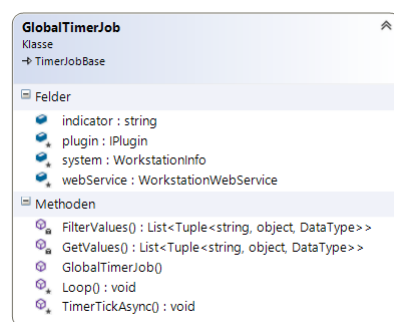 GlobalTimerJob
Klasse
→ TimerJobBase
Felder
indicator : string
plugin : IPlugin
system : WorkstationInfo
webService : WorkstationWebService
Methoden
FilterValues() : List<Tuple<string, object, DataType>>
GetValues() : List<Tuple<string, object, DataType>>
GlobalTimerJob()
Loop() : void
TimerTickAsync() : void